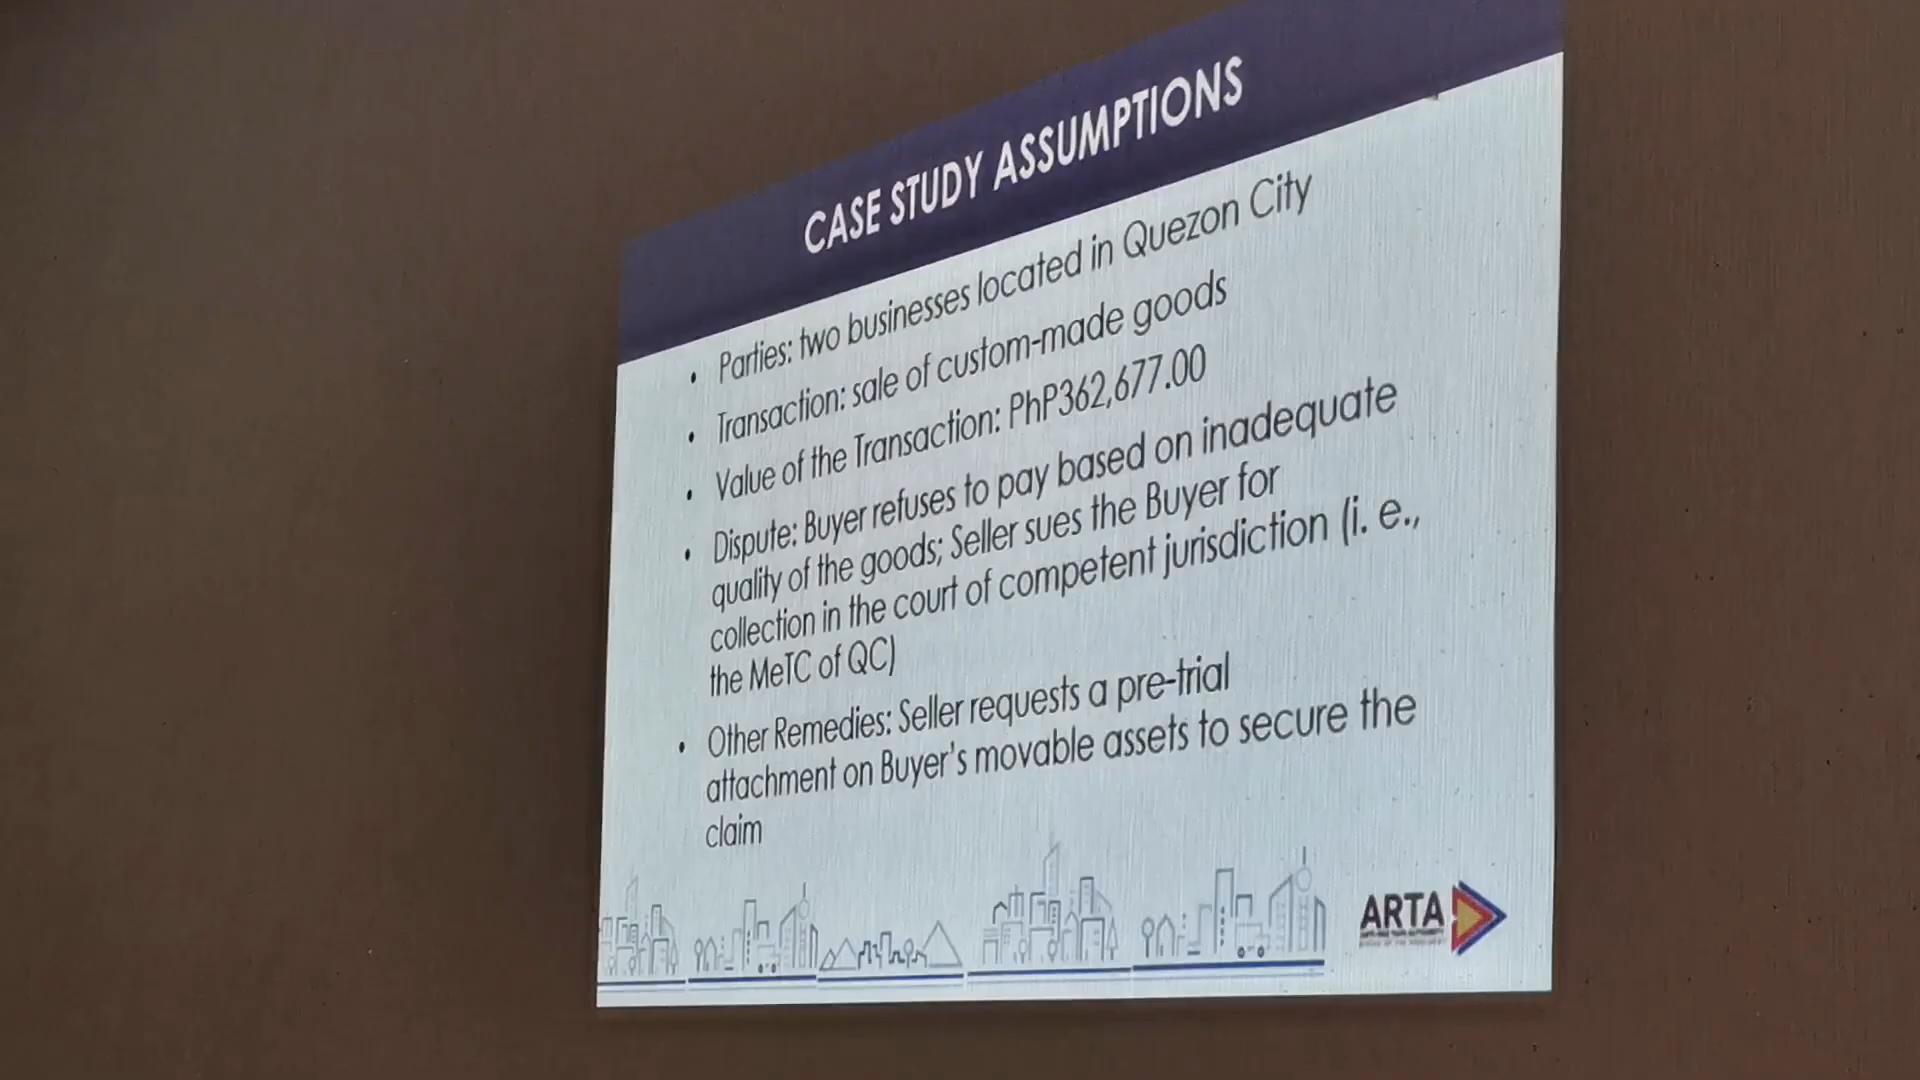 CASE STUDY ASSUMPTIONS
• Parties: two businesses located in Quezon City
• Transaction: sale of custom-made goods
• Value of the Transaction: PhP362,677.00
• Dispute: Buyer refuses to pay based on inadequate
quality of the goods; Seller sues the Buyer for
collection in the court of competent jurisdiction (i. e.,
the MeTC of QC)
• Other Remedies: Seller requests a pre-trial
attachment on Buyer's movable assets to secure the
claim
ARTA